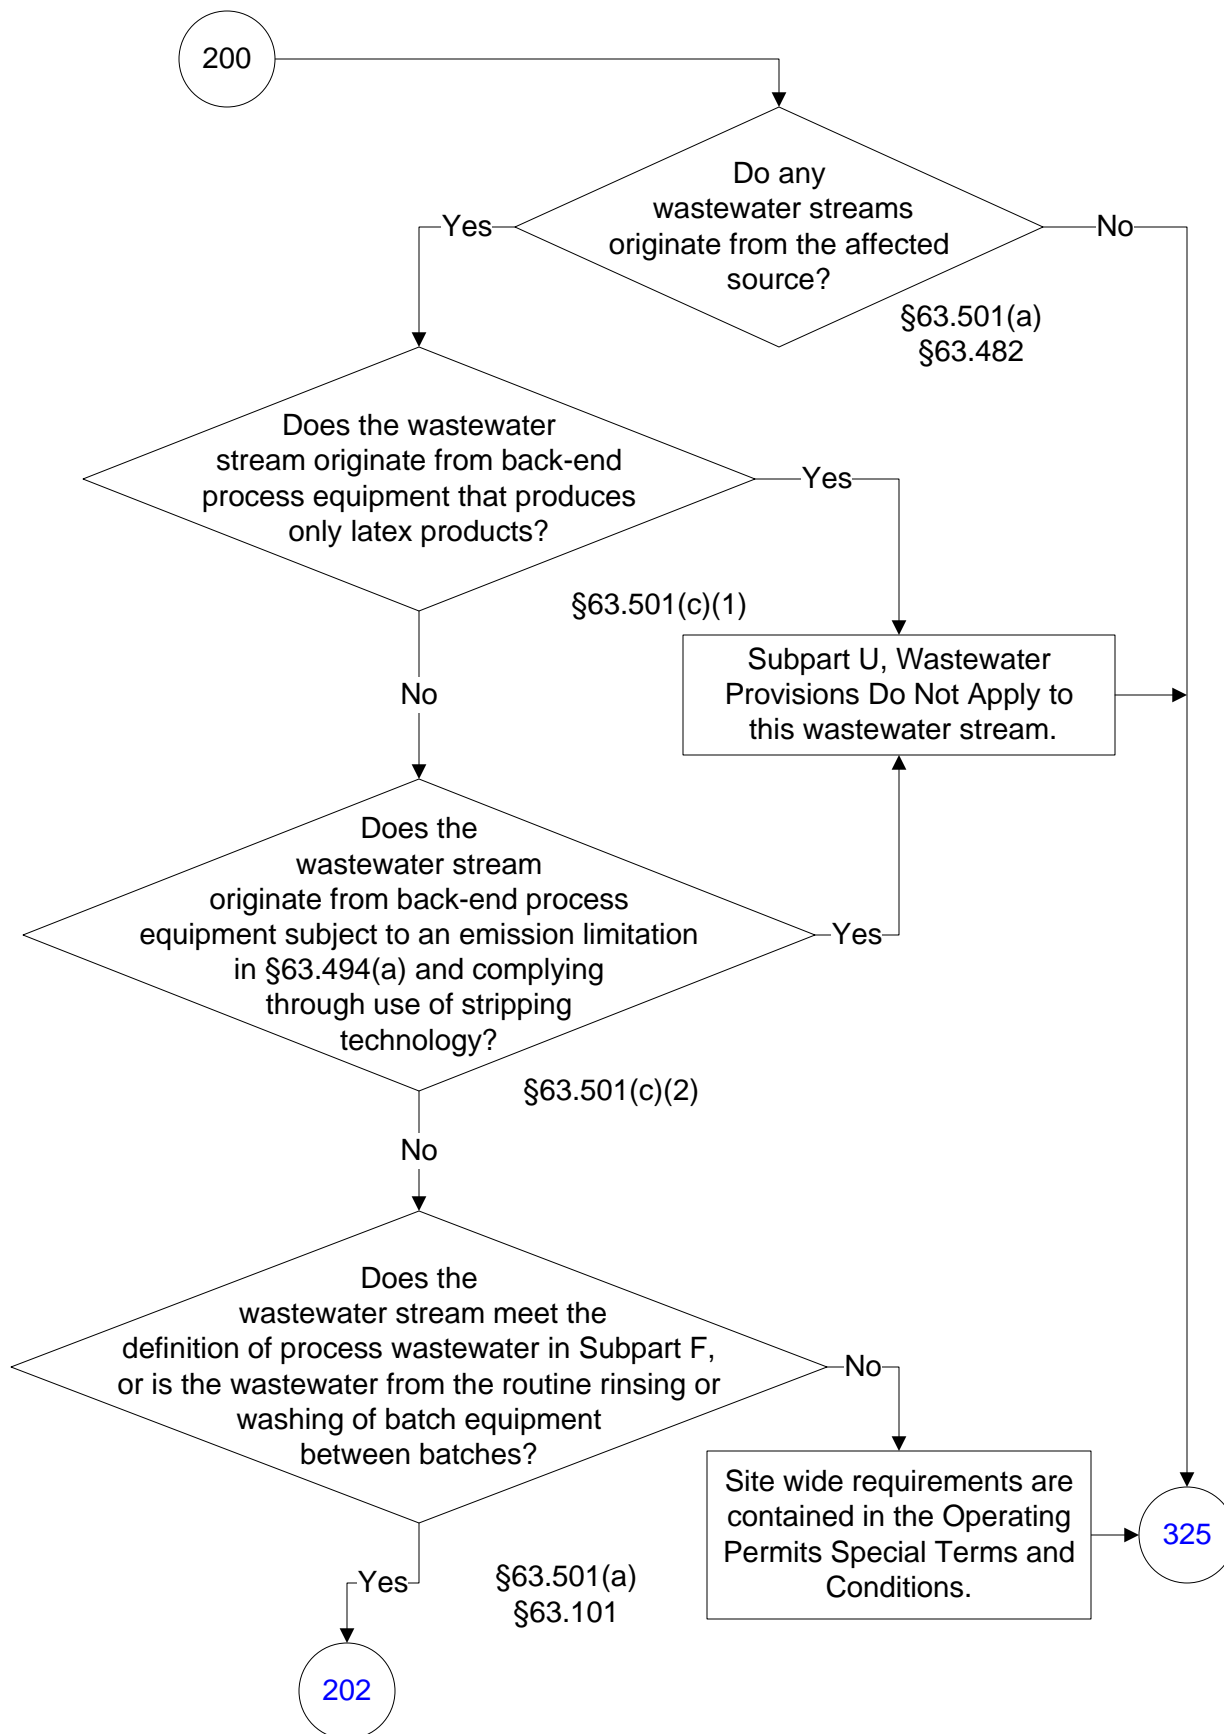 200
Do any
wastewater streams
originate from the affected
source?
Yes
No
§63.501(a)
§63.482
Does the wastewater
stream originate from back-end
process equipment that produces
only latex products?
Yes
§63.501(c)(1)
No
Subpart U, Wastewater
Provisions Do Not Apply to
this wastewater stream.
Does the
wastewater stream
originate from back-end process
equipment subject to an emission limitation
in §63.494(a) and complying
through use of stripping
technology?
Yes
§63.501(c)(2)
No
Does the
wastewater stream meet the
definition of process wastewater in Subpart F,
or is the wastewater from the routine rinsing or
washing of batch equipment
between batches?
No
Site wide requirements are
contained in the Operating
Permits Special Terms and
Conditions.
325
Yes
§63.501(a)
§63.101
202